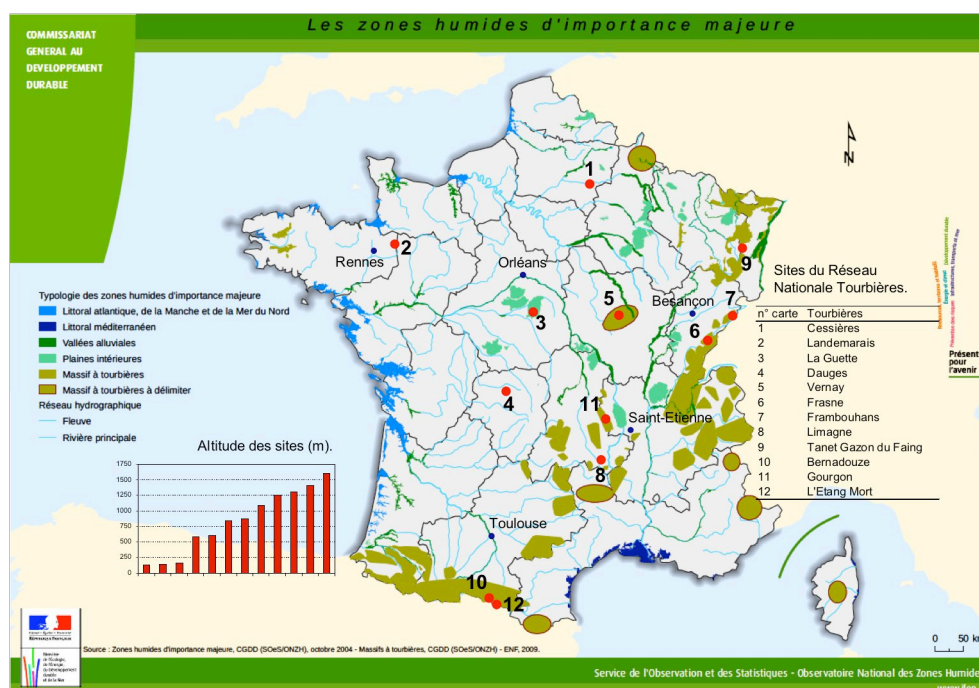 Les zones humides d'importance majeure
COMMISSARIAT
GENERAL AU
DEVELOPPEMENT
DURABLE
N
1
2
Rennes
Orléans
3
5
Besançon
9
7
6
4
11
Saint-Etienne
8
Toulouse
10
12
Typologie des zones humides d'importance majeure
Littoral atlantique, de la Manche et de la Mer du Nord
Littoral méditerranéen
Vallées alluviales
Plaines intérieures
Massif à tourbières
Massif à tourbières à délimiter
Réseau hydrographique
Fleuve
Rivière principale
Altitude des sites (m).
1750
1500
1250
1000
750
500
250
0
Sites du Réseau
Nationale Tourbières.
n° carte Tourbières
1 Cessières
2 Landemarais
3 La Guette
4 Dauges
5 Vernay
6 Frasne
7 Frambouhans
8 Limagne
9 Tanet Gazon du Faing
10 Bernadouze
11 Gourgon
12 L'Etang Mort
Présent
pour
l'avenir
0 50 km
RÉPUBLIQUE FRANÇAISE
Source : Zones humides d'importance majeure, CGDD (SOeS/ONZH), octobre 2004 - Massifs à tourbières, CGDD (SOeS/ONZH) - ENF, 2009.
Service de l'Observation et des Statistiques - Observatoire National des Zones Humide